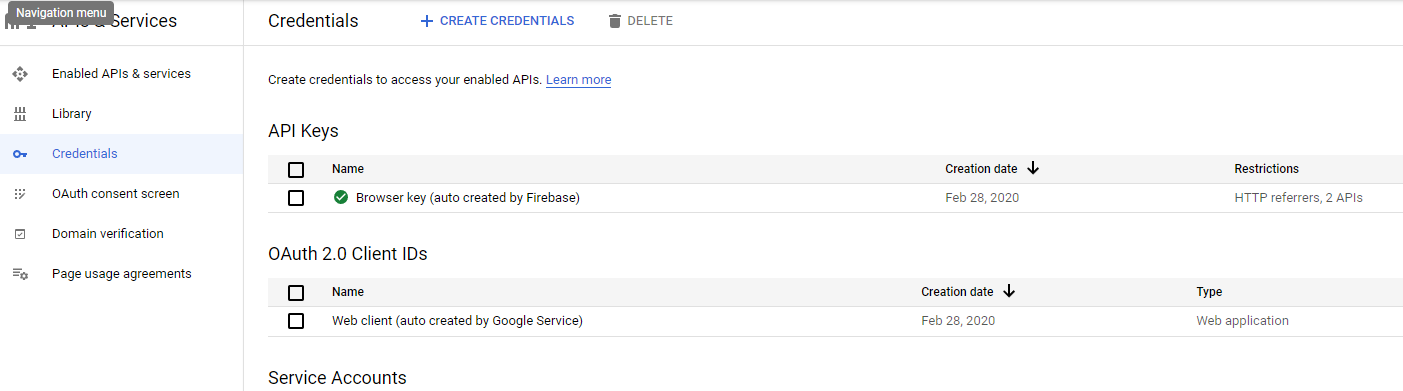 Navigation menu
APIs & Services
Credentials
CREATE CREDENTIALS
DELETE
Enabled APIs & services
Library
Credentials
OAuth consent screen
Domain verification
Page usage agreements
Create credentials to access your enabled APIs. Learn more
API Keys
Name Creation date Restrictions
Browser key (auto created by Firebase) Feb 28, 2020 HTTP referrers, 2 APIs
OAuth 2.0 Client IDs
Name Creation date Type
Web client (auto created by Google Service) Feb 28, 2020 Web application
Service Accounts